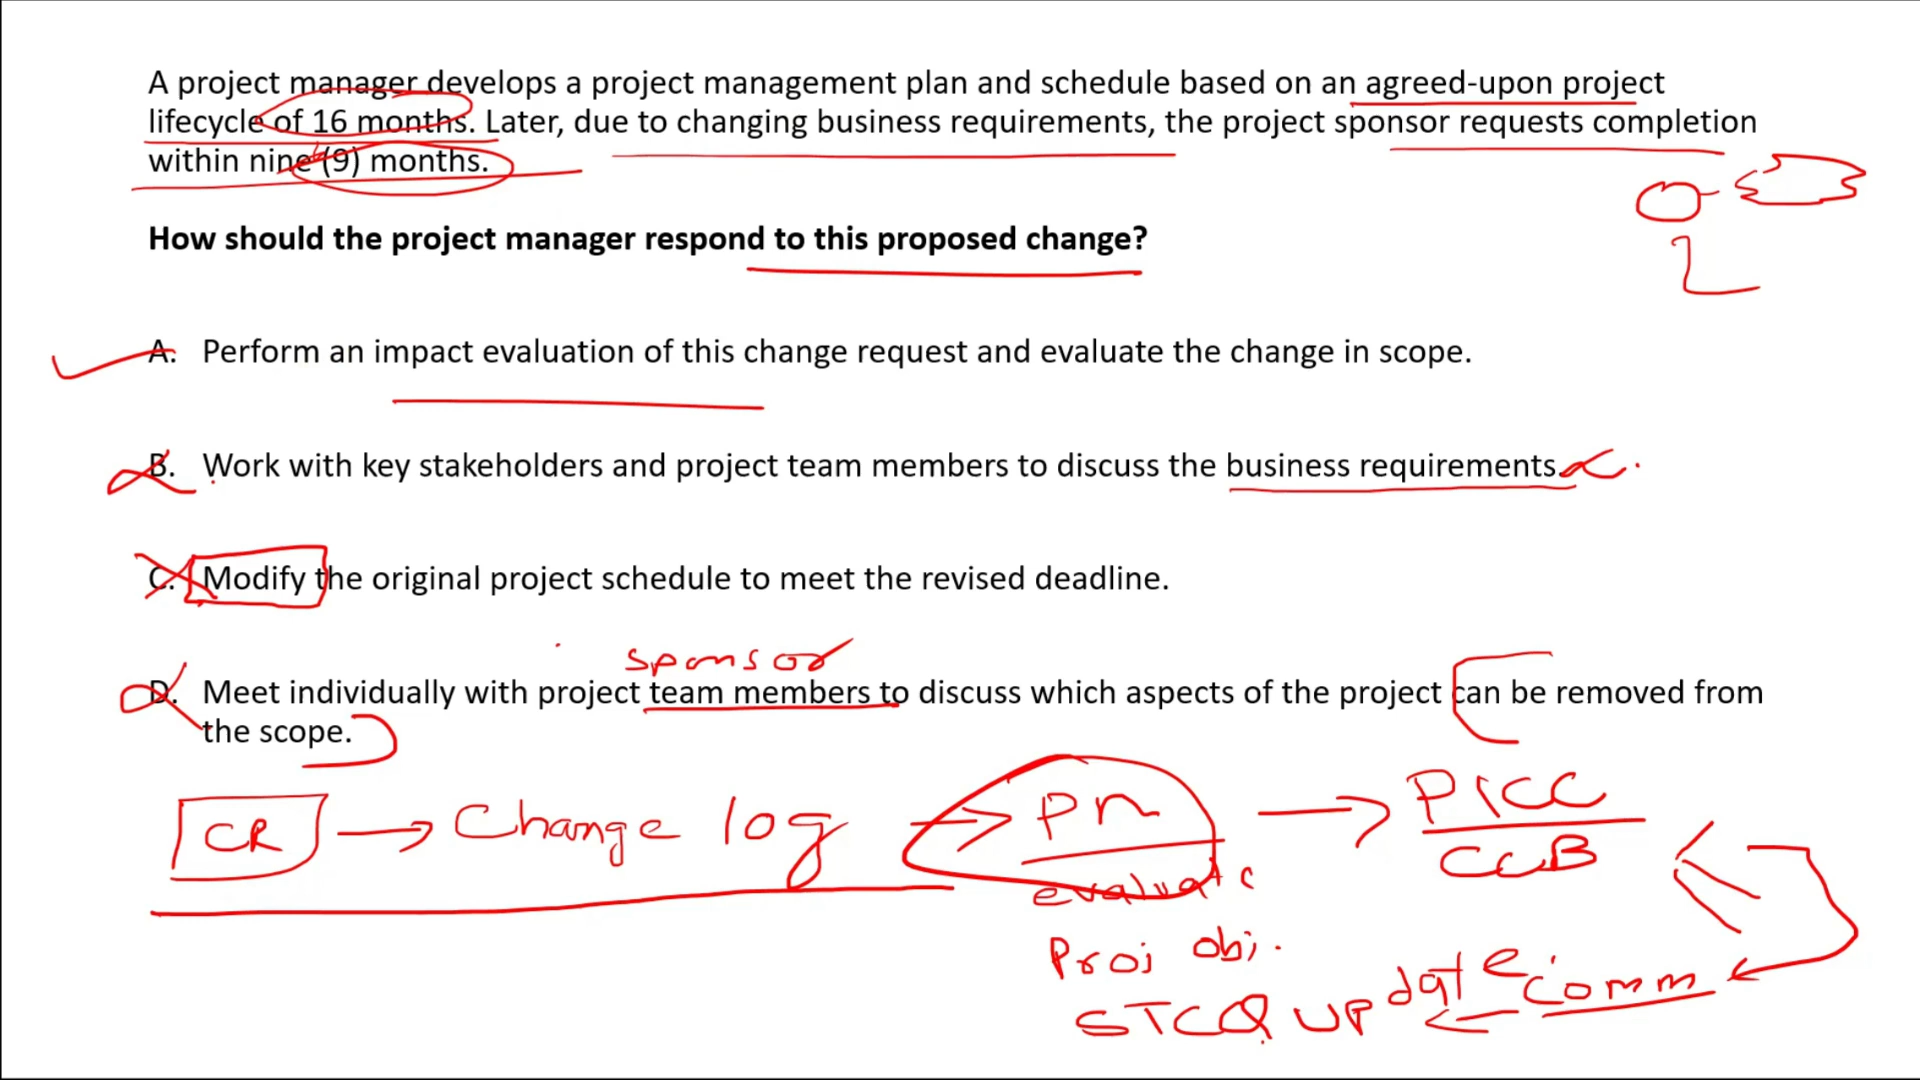 A project manager develops a project management plan and schedule based on an agreed-upon project
lifecycle of 16 months. Later, due to changing business requirements, the project sponsor requests completion
within nine (9) months.
How should the project manager respond to this proposed change?
A. Perform an impact evaluation of this change request and evaluate the change in scope.
B. Work with key stakeholders and project team members to discuss the business requirements.
C. Modify the original project schedule to meet the revised deadline.
sponsor
D. Meet individually with project team members to discuss which aspects of the project can be removed from
the scope.
CR → Change log → PM → PICC
CCB
evaluate
Proj obj.
STCQ update comm